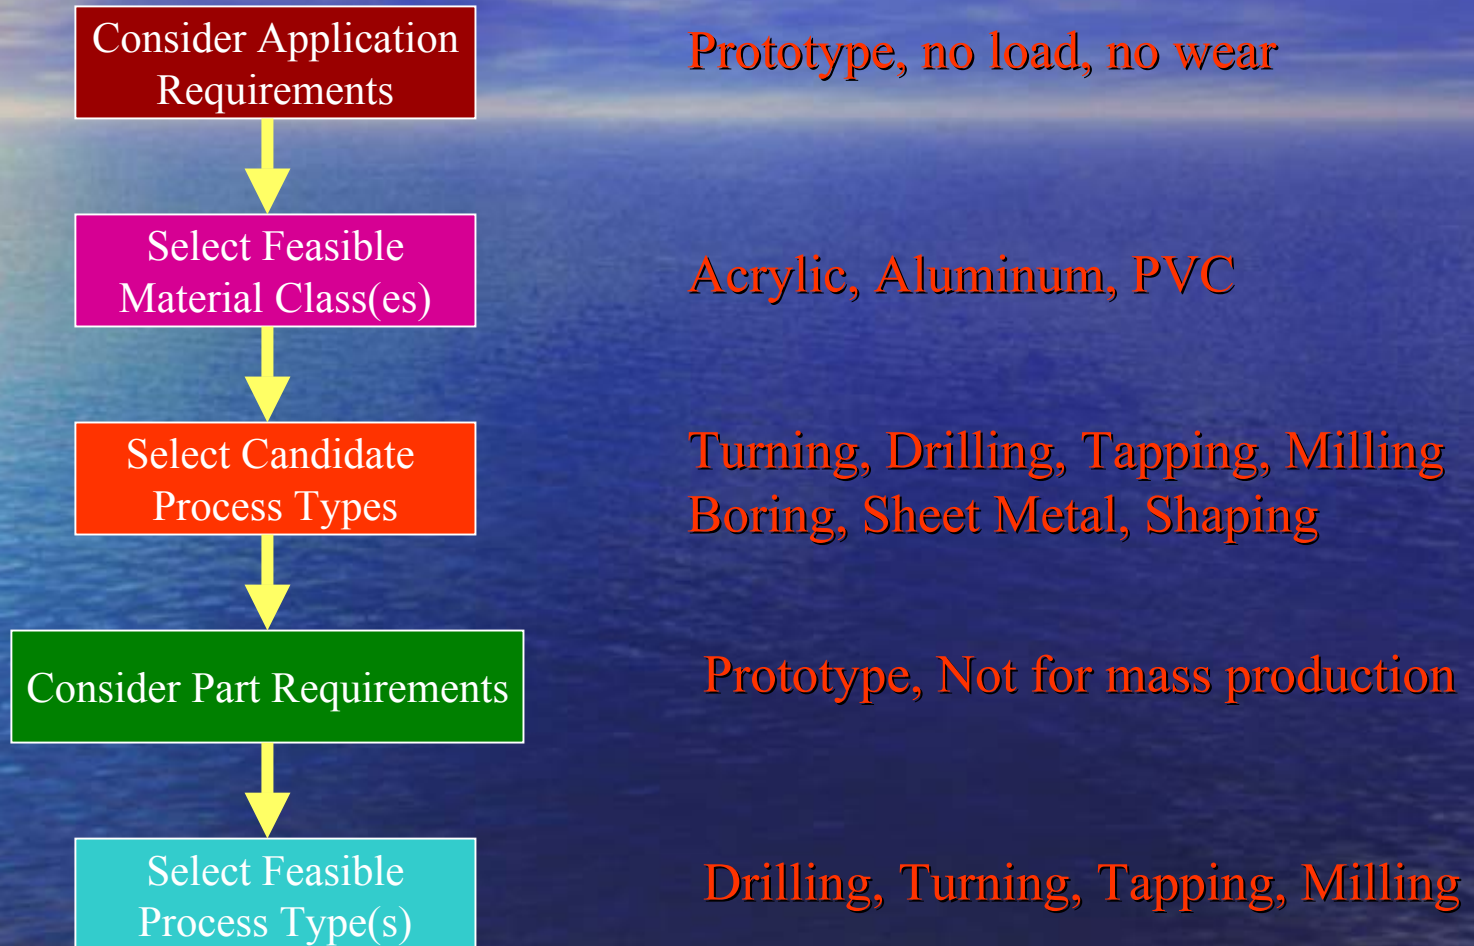 Consider Application
Requirements
Prototype, no load, no wear
Select Feasible
Material Class(es)
Acrylic, Aluminum, PVC
Select Candidate
Process Types
Turning, Drilling, Tapping, Milling
Boring, Sheet Metal, Shaping
Consider Part Requirements
Prototype, Not for mass production
Select Feasible
Process Type(s)
Drilling, Turning, Tapping, Milling